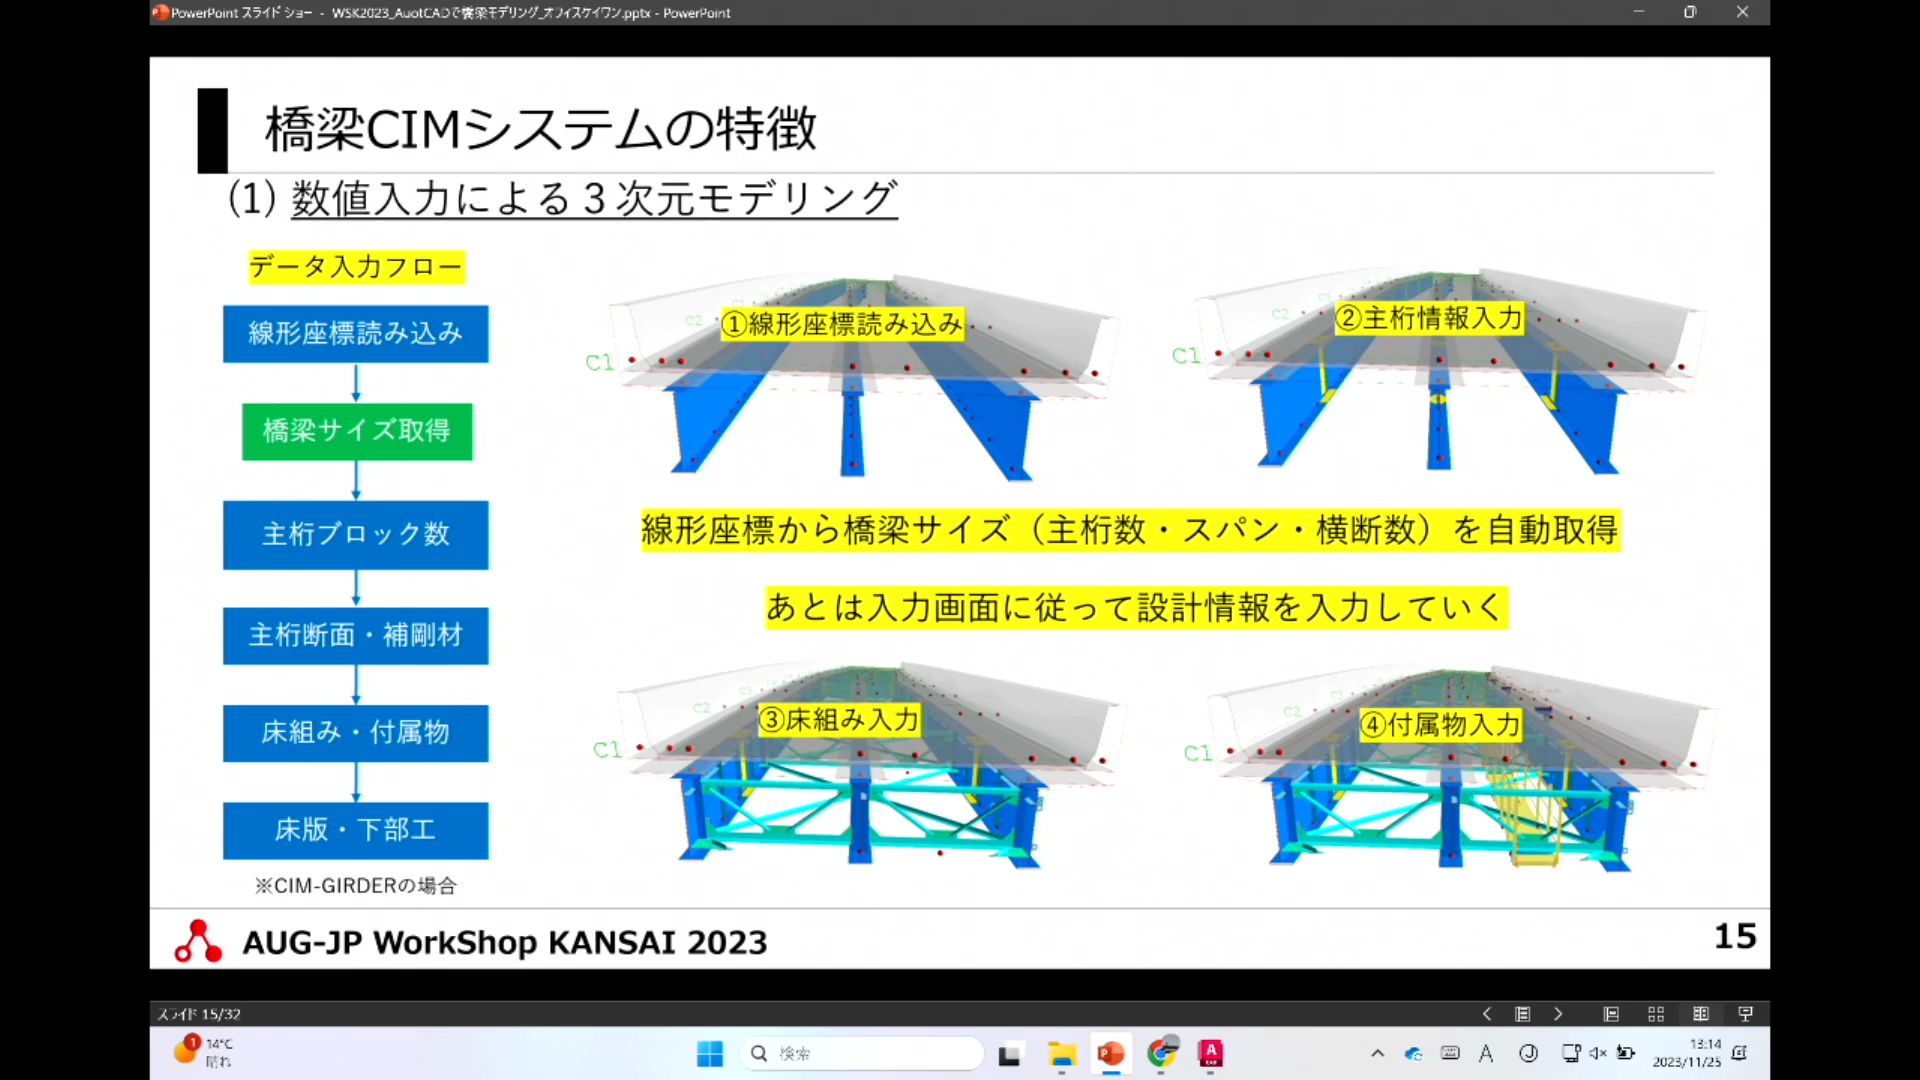 PowerPoint スライド ショー - WSK2023_AuotCADで橋梁モデリング_オフィスケイワン.pptx - PowerPoint
橋梁CIMシステムの特徴
(1) 数値入力による３次元モデリング
データ入力フロー
線形座標読み込み
橋梁サイズ取得
主桁ブロック数
主桁断面・補剛材
床組み・付属物
床版・下部工
※CIM-GIRDERの場合
①線形座標読み込み
C2
C1
②主桁情報入力
C2
C1
線形座標から橋梁サイズ（主桁数・スパン・横断数）を自動取得
あとは入力画面に従って設計情報を入力していく
③床組み入力
C2
C1
④付属物入力
C2
C1
AUG-JP WorkShop KANSAI 2023
15
スライド 15/32
1
14°C
晴れ
検索
A
A
13:14
2023/11/25